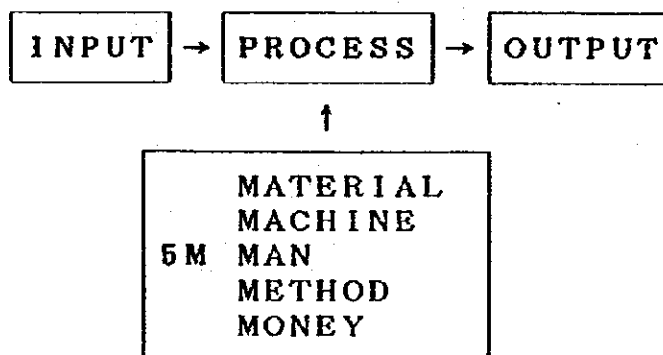 INPUT → PROCESS → OUTPUT
↑
MATERIAL
MACHINE
5M MAN
METHOD
MONEY